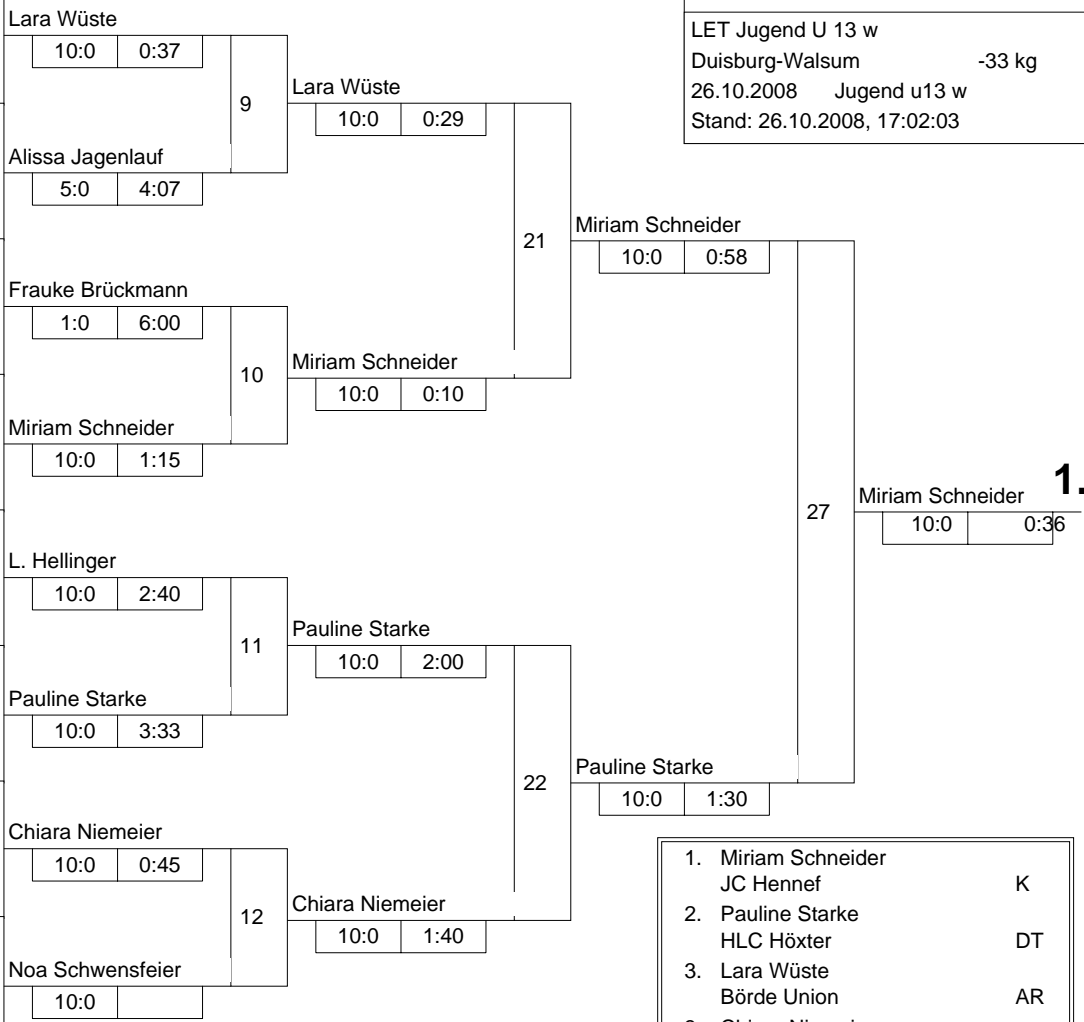 LET Jugend U 13 w
Duisburg-Walsum -33 kg
26.10.2008 Jugend u13 w
Stand: 26.10.2008, 17:02:03
Lara Wüste
10:0 0:37
9
Alissa Jagenlauf
5:0 4:07
Lara Wüste
10:0 0:29
21
Frauke Brückmann
1:0 6:00
10
Miriam Schneider
10:0 1:15
Miriam Schneider
10:0 0:10
Miriam Schneider
10:0 0:58
27
L. Hellinger
10:0 2:40
11
Pauline Starke
10:0 3:33
Pauline Starke
10:0 2:00
22
Chiara Niemeier
10:0 0:45
12
Noa Schwensfeier
10:0
Chiara Niemeier
10:0 1:40
Pauline Starke
10:0 1:30
Miriam Schneider 1.
10:0 0:36
1. Miriam Schneider
JC Hennef K
2. Pauline Starke
HLC Höxter DT
3. Lara Wüste
Börde Union AR